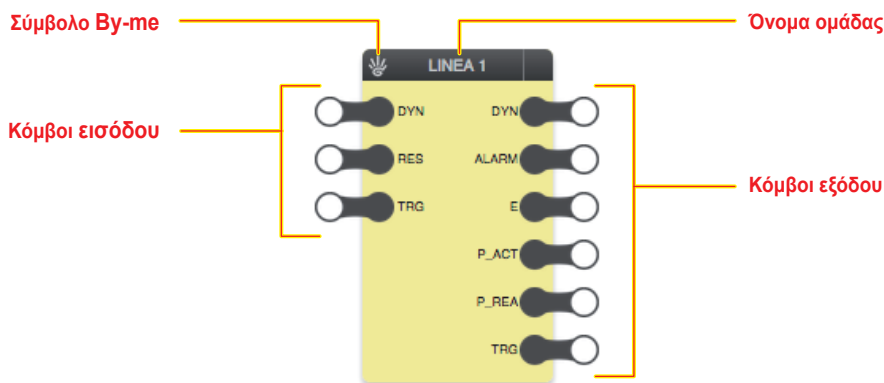 Σύμβολο By-me
Όνομα ομάδας
LINEA 1
Κόμβοι εισόδου
DYN DYN
RES ALARM
TRG E
P_ACT
P_REA
TRG
Κόμβοι εξόδου